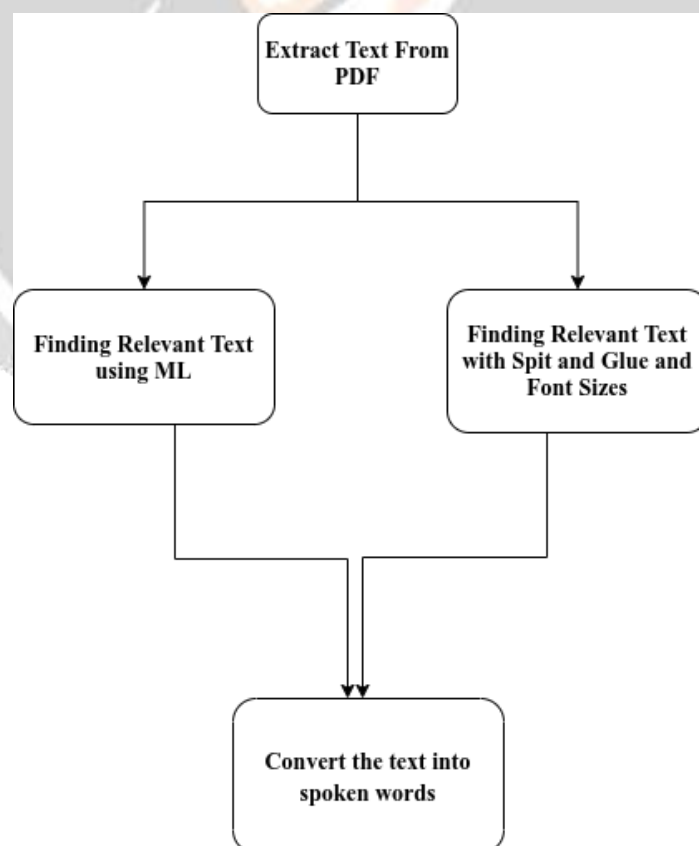 Extract Text From
PDF
Finding Relevant Text
using ML
Finding Relevant Text
with Spit and Glue and
Font Sizes
Convert the text into
spoken words